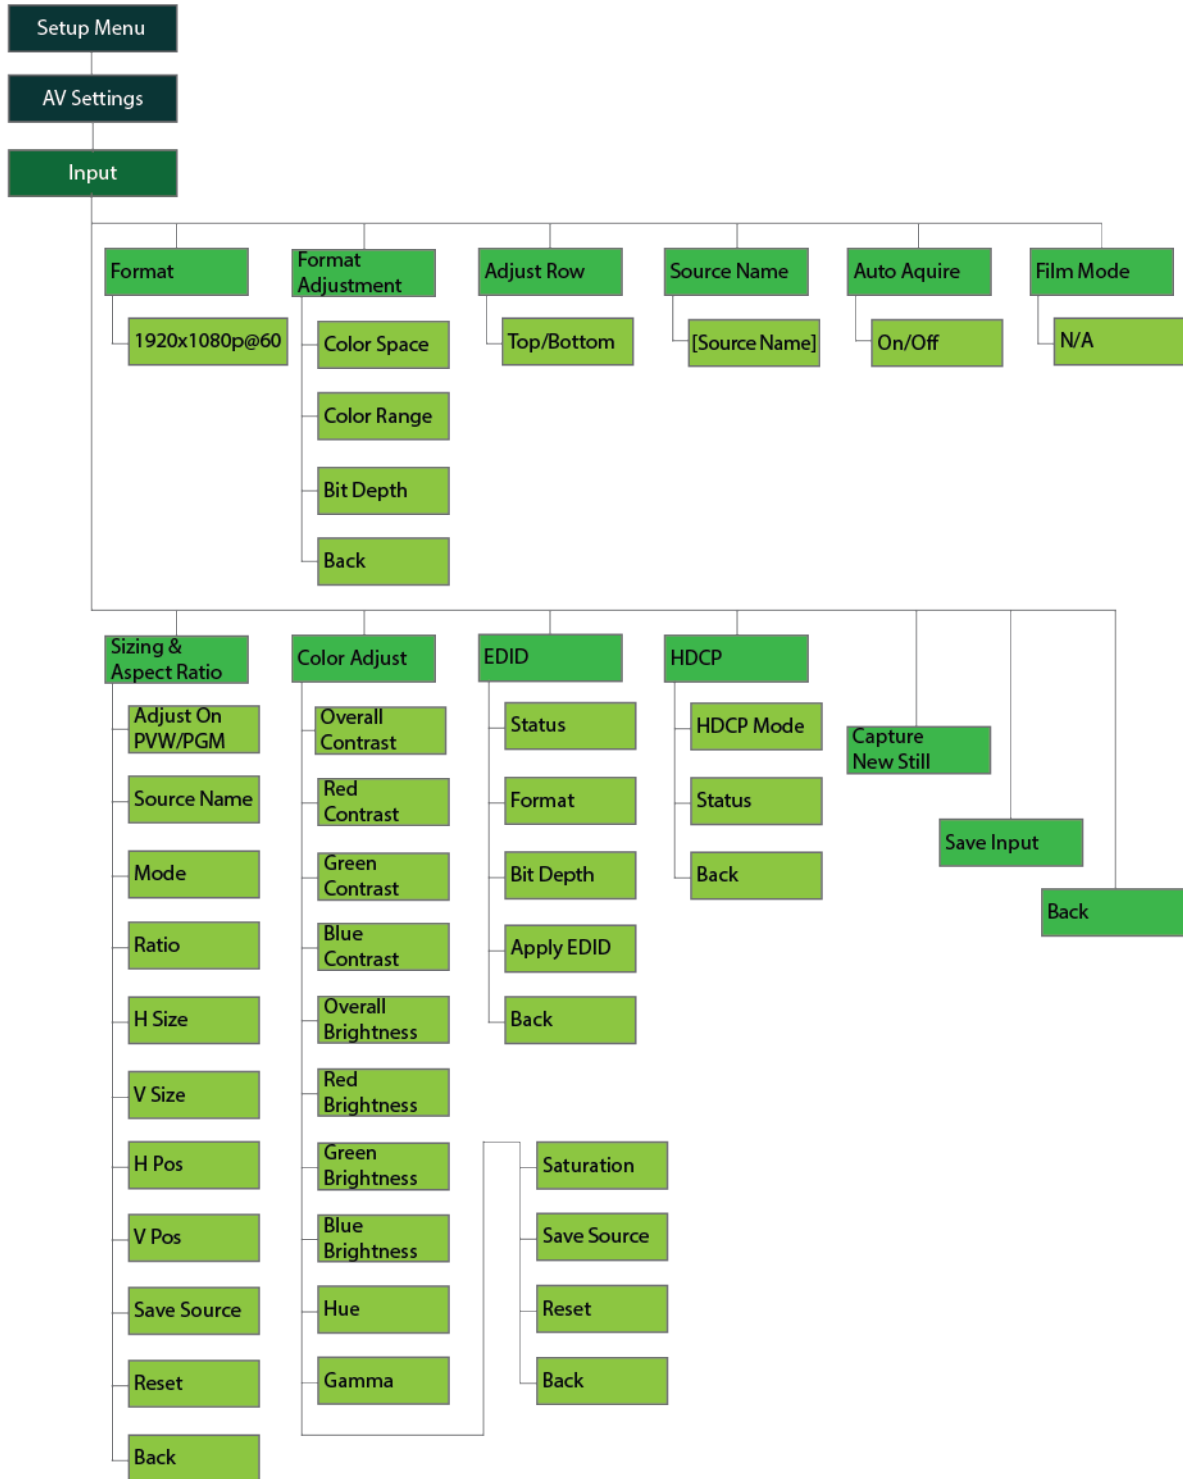 Setup Menu
AV Settings
Input
Format
1920x1080p@60
Format
Adjustment
Color Space
Color Range
Bit Depth
Back
Adjust Row
Top/Bottom
Source Name
[Source Name]
Auto Aquire
On/Off
Film Mode
N/A
Sizing &
Aspect Ratio
Adjust On
PVW/PGM
Source Name
Mode
Ratio
H Size
V Size
H Pos
V Pos
Save Source
Reset
Back
Color Adjust
Overall
Contrast
Red
Contrast
Green
Contrast
Blue
Contrast
Overall
Brightness
Red
Brightness
Green
Brightness
Blue
Brightness
Hue
Gamma
Saturation
Save Source
Reset
Back
EDID
Status
Format
Bit Depth
Apply EDID
Back
HDCP
HDCP Mode
Status
Back
Capture
New Still
Save Input
Back